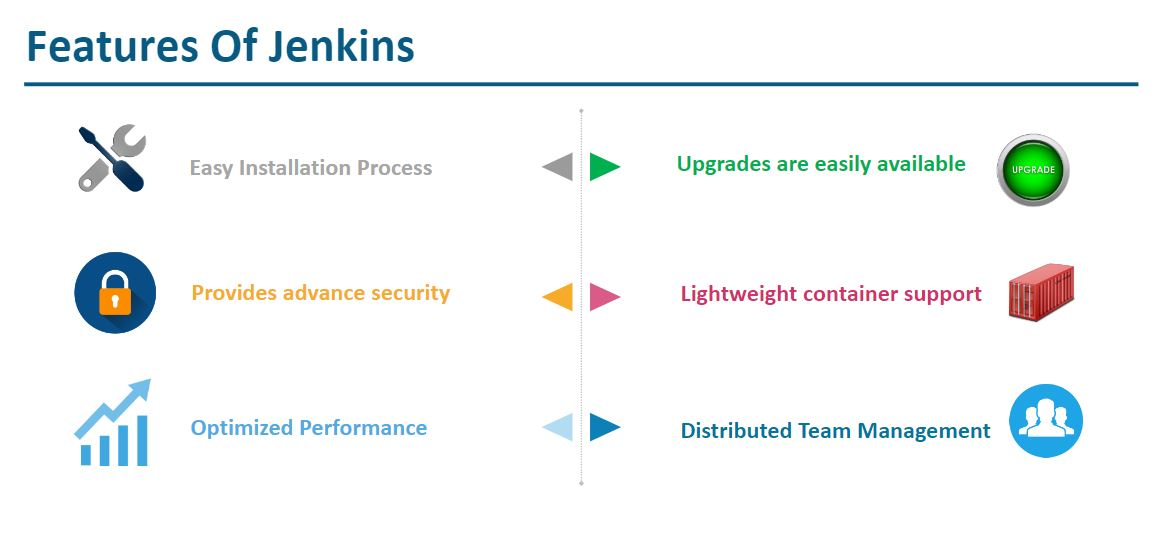 Features Of Jenkins
Easy Installation Process
Upgrades are easily available
UPGRADE
Provides advance security
Lightweight container support
Optimized Performance
Distributed Team Management